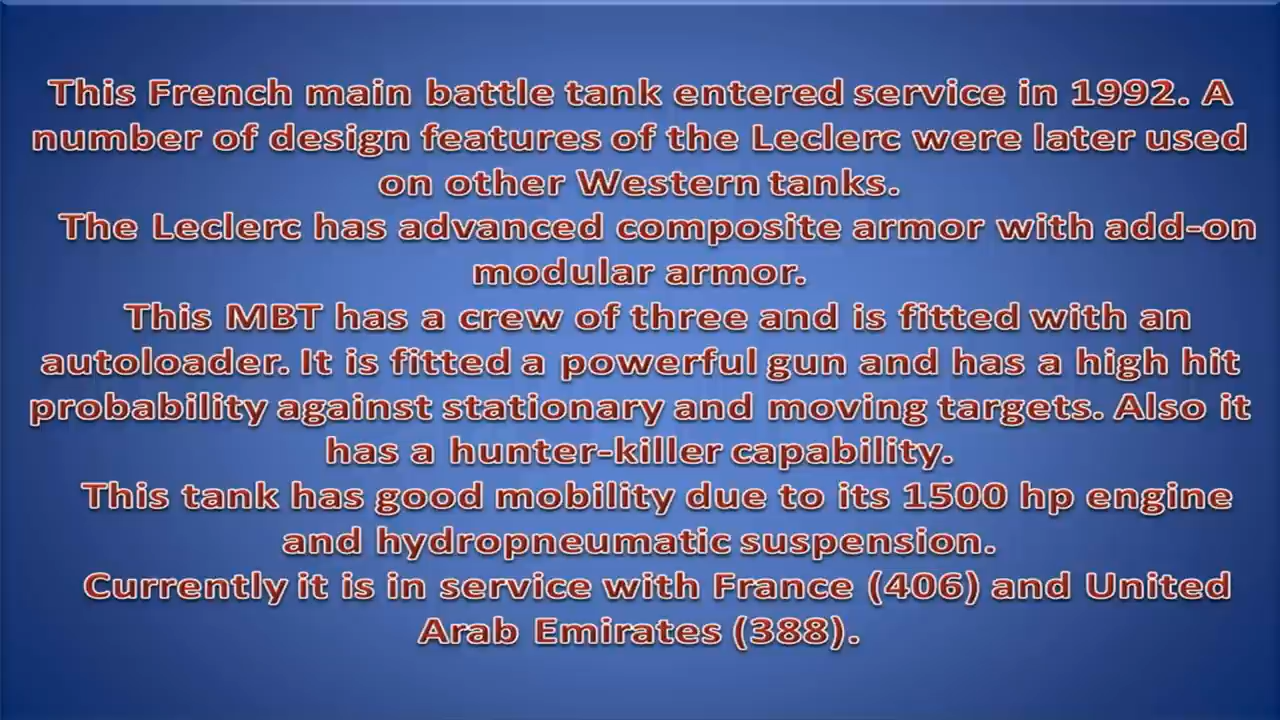 This French main battle tank entered service in 1992. A
number of design features of the Leclerc were later used
on other Western tanks.
The Leclerc has advanced composite armor with add-on
modular armor.
This MBT has a crew of three and is fitted with an
autoloader. It is fitted a powerful gun and has a high hit
probability against stationary and moving targets. Also it
has a hunter-killer capability.
This tank has good mobility due to its 1500 hp engine
and hydropneumatic suspension.
Currently it is in service with France (406) and United
Arab Emirates (388).